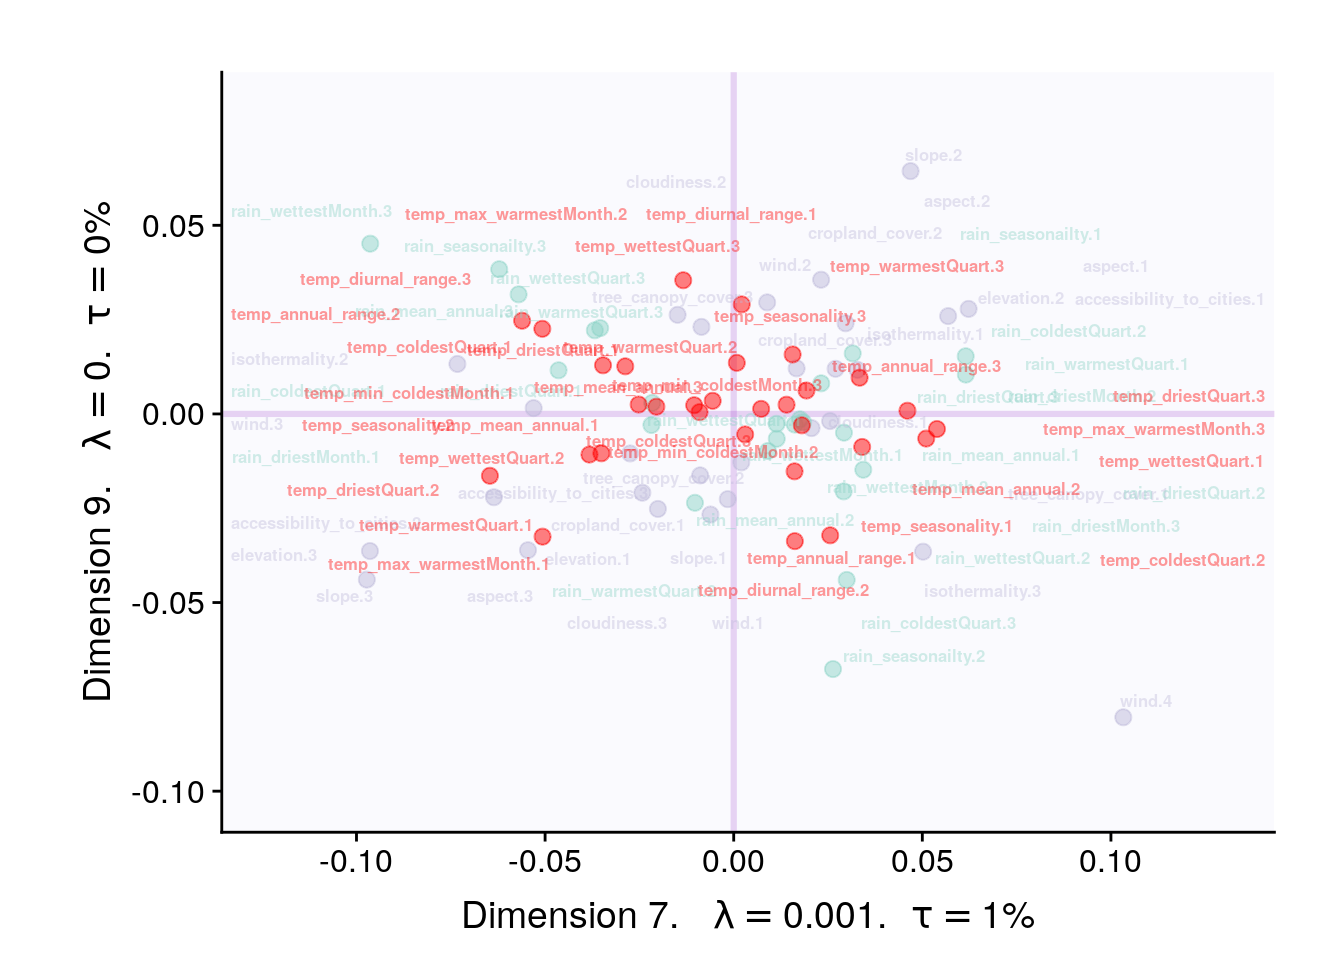 slope.2
cloudiness.2
aspect.2
rain_wettestMonth.3
temp_max_warmestMonth.2
temp_diurnal_range.1
cropland_cover.2
rain_seasonailty.1
rain_seasonailty.3
temp_wettestQuart.3
wind.2
temp_warmestQuart.3
aspect.1
temp_diurnal_range.3
rain_wettestQuart.3
tree_canopy_cover.3
elevation.2
accessibility_to_cities.1
0.05
temp_annual_range.2
rain_mean_annual.3
rain_warmestQuart.3
temp_seasonality.3
isothermality.1
rain_coldestQuart.2
temp_coldestQuart.1
temp_driestQuart.1
temp_warmestQuart.2
cropland_cover.3
isothermality.2
temp_annual_range.3
rain_warmestQuart.1
rain_coldestQuart.1
temp_min_coldestMonth.1
rain_driestQuart.1
temp_mean_annual.3
temp_min_coldestMonth.3
rain_driestQuart.3
rain_driestMonth.2
temp_driestQuart.3
0.00
wind.3
temp_seasonality.2
temp_mean_annual.1
rain_wettestQuart.1
cloudiness.1
temp_max_warmestMonth.3
rain_driestMonth.1
temp_wettestQuart.2
temp_coldestQuart.3
temp_min_coldestMonth.2
rain_wettestMonth.1
rain_mean_annual.1
temp_wettestQuart.1
temp_driestQuart.2
accessibility_to_cities.3
tree_canopy_cover.2
rain_wettestMonth.2
temp_mean_annual.2
tree_canopy_cover.1
rain_driestQuart.2
accessibility_to_cities.2
temp_warmestQuart.1
cropland_cover.1
rain_mean_annual.2
temp_seasonality.1
rain_driestMonth.3
elevation.3
temp_max_warmestMonth.1
elevation.1
slope.1
temp_annual_range.1
rain_wettestQuart.2
temp_coldestQuart.2
-0.05
slope.3
aspect.3
rain_warmestQuart.2
temp_diurnal_range.2
isothermality.3
cloudiness.3
wind.1
rain_coldestQuart.3
rain_seasonailty.2
wind.4
-0.10
-0.10 -0.05 0.00 0.05 0.10
Dimension 7. λ = 0.001. τ = 1%
Dimension 9. λ = 0. τ = 0%